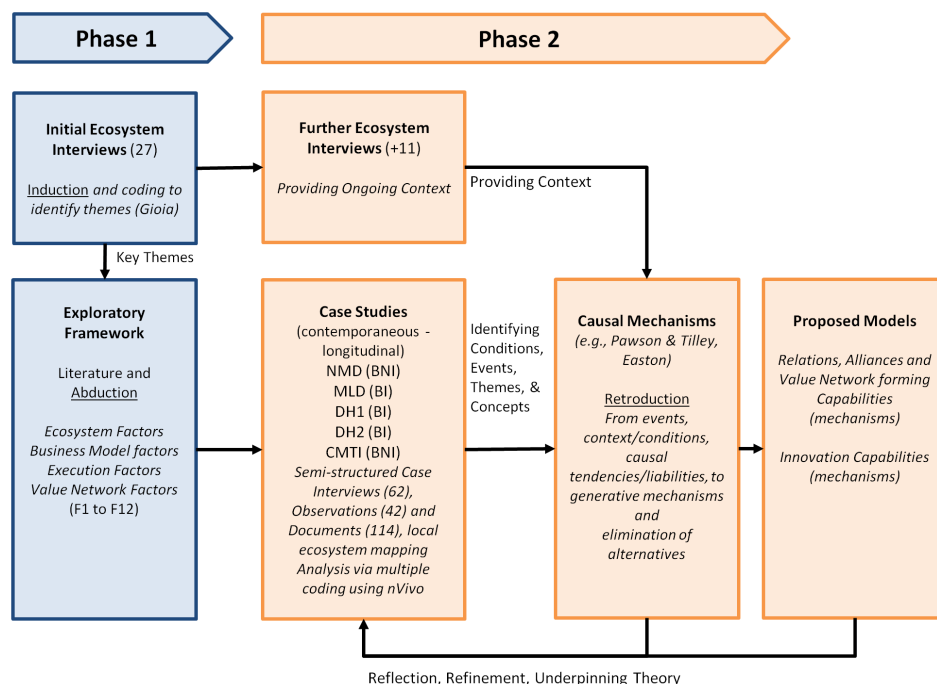 Phase 1
Phase 2
Initial Ecosystem
Interviews (27)
Induction and coding to
identify themes (Gioia)
Further Ecosystem
Interviews (+11)
Providing Ongoing Context
Providing Context
Key Themes
Exploratory
Framework
Literature and
Abduction
Ecosystem Factors
Business Model factors
Execution Factors
Value Network Factors
(F1 to F12)
Case Studies
(contemporaneous -
longitudinal)
NMD (BNI)
MLD (BI)
DH1 (BI)
DH2 (BI)
CMTI (BNI)
Semi-structured Case
Interviews (62),
Observations (42) and
Documents (114), local
ecosystem mapping
Analysis via multiple
coding using nVivo
Identifying
Conditions,
Events,
Themes, &
Concepts
Causal Mechanisms
(e.g., Pawson & Tilley,
Easton)
Retroduction
From events,
context/conditions,
causal
tendencies/liabilities, to
generative mechanisms
and
elimination of
alternatives
Proposed Models
Relations, Alliances and
Value Network forming
Capabilities
(mechanisms)
Innovation Capabilities
(mechanisms)
Reflection, Refinement, Underpinning Theory